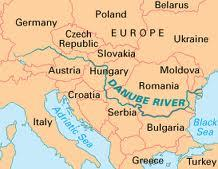 Poland
Belarus
Czech
Republic
EUROPE
Ukraine
Slovakia
Austria
Hungary
Moldova
Romania
Croatia
DANUBE RIVER
Serbia
Black
Sea
Italy
Adriatic Sea
Bulgaria
Greece
Turkey